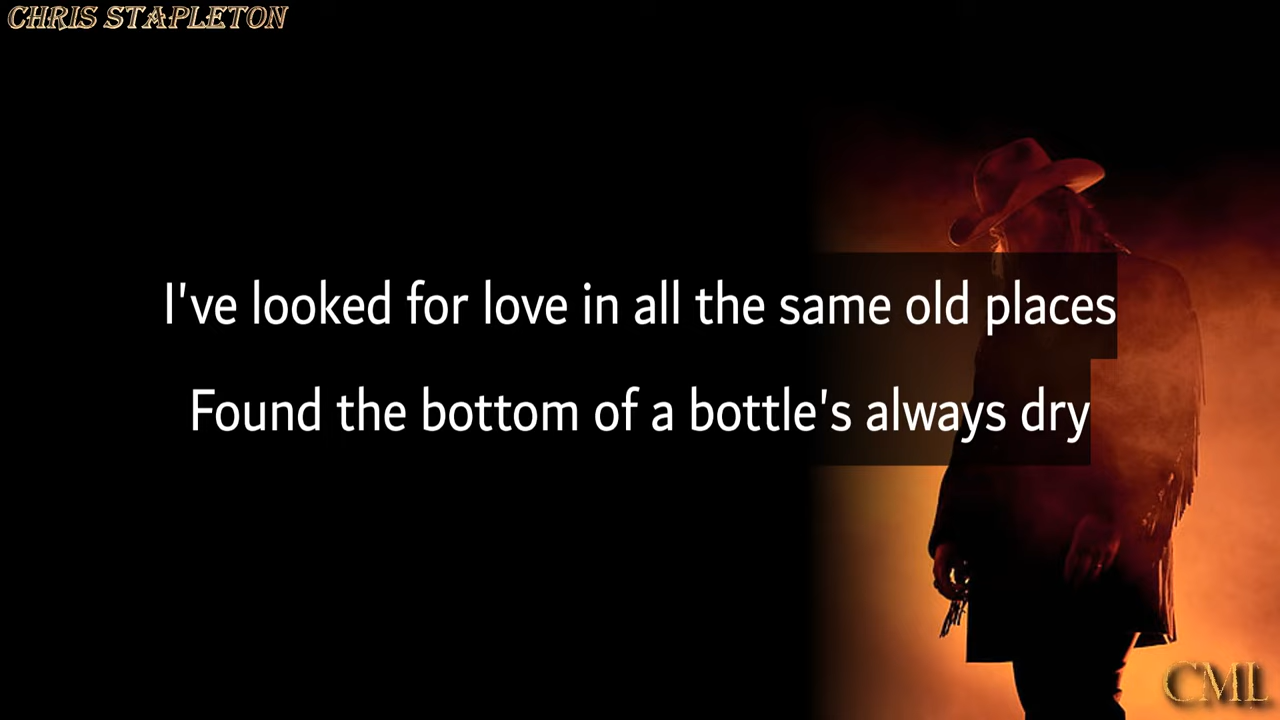 CHRIS STAPLETON
I've looked for love in all the same old places
Found the bottom of a bottle's always dry
CML